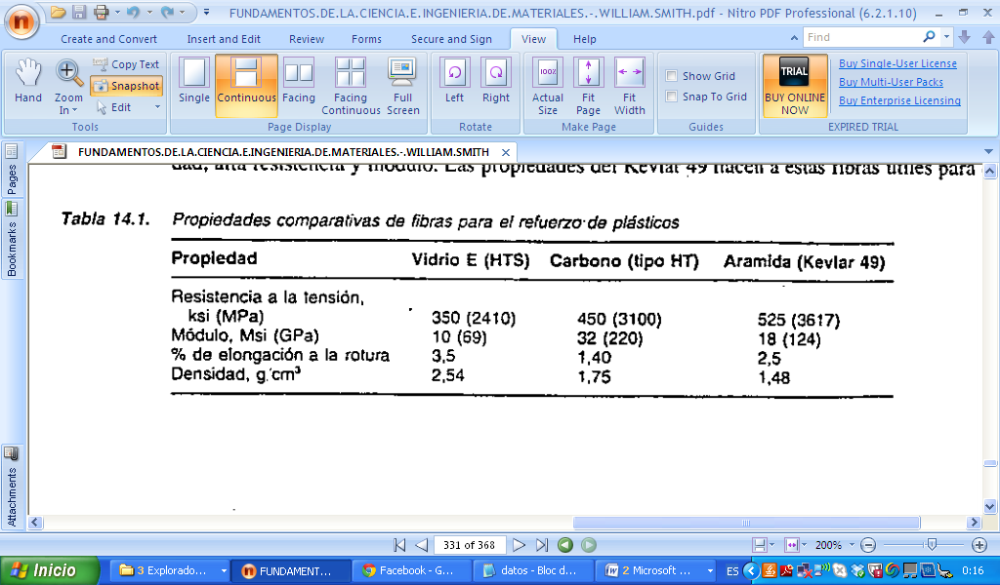 FUNDAMENTOS.DE.LA.CIENCIA.E.INGENIERIA.DE.MATERIALES.-.WILLIAM.SMITH.pdf - Nitro PDF Professional (6.2.1.10)
Create and Convert Insert and Edit Review Forms Secure and Sign View Help Find
Hand Zoom In Copy Text Snapshot Edit
Tools
Single Continuous Facing Facing Continuous Full Screen
Page Display
Left Right
Rotate
100% Actual Size Fit Page Fit Width
Make Page
Show Grid
Snap To Grid
Guides
TRIAL
BUY ONLINE NOW
Buy Single-User License
Buy Multi-User Packs
Buy Enterprise Licensing
EXPIRED TRIAL
FUNDAMENTOS.DE.LA.CIENCIA.E.INGENIERIA.DE.MATERIALES.-.WILLIAM.SMITH
Pages
Bookmarks
Attachments
dad, alta resistencia y módulo. Las propiedades del Kevlar 49 hacen a estas fibras útiles para
Tabla 14.1. Propiedades comparativas de fibras para el refuerzo de plásticos
Propiedad Vidrio E (HTS) Carbono (tipo HT) Aramida (Kevlar 49)
Resistencia a la tensión,
ksi (MPa) 350 (2410) 450 (3100) 525 (3617)
Módulo, Msi (GPa) 10 (69) 32 (220) 18 (124)
% de elongación a la rotura 3,5 1,40 2,5
Densidad, g/cm³ 2,54 1,75 1,48
331 of 368 200%
Inicio 3 Explorado... FUNDAMENT... Facebook - G... datos - Bloc d... 2 Microsoft ... ES 0:16